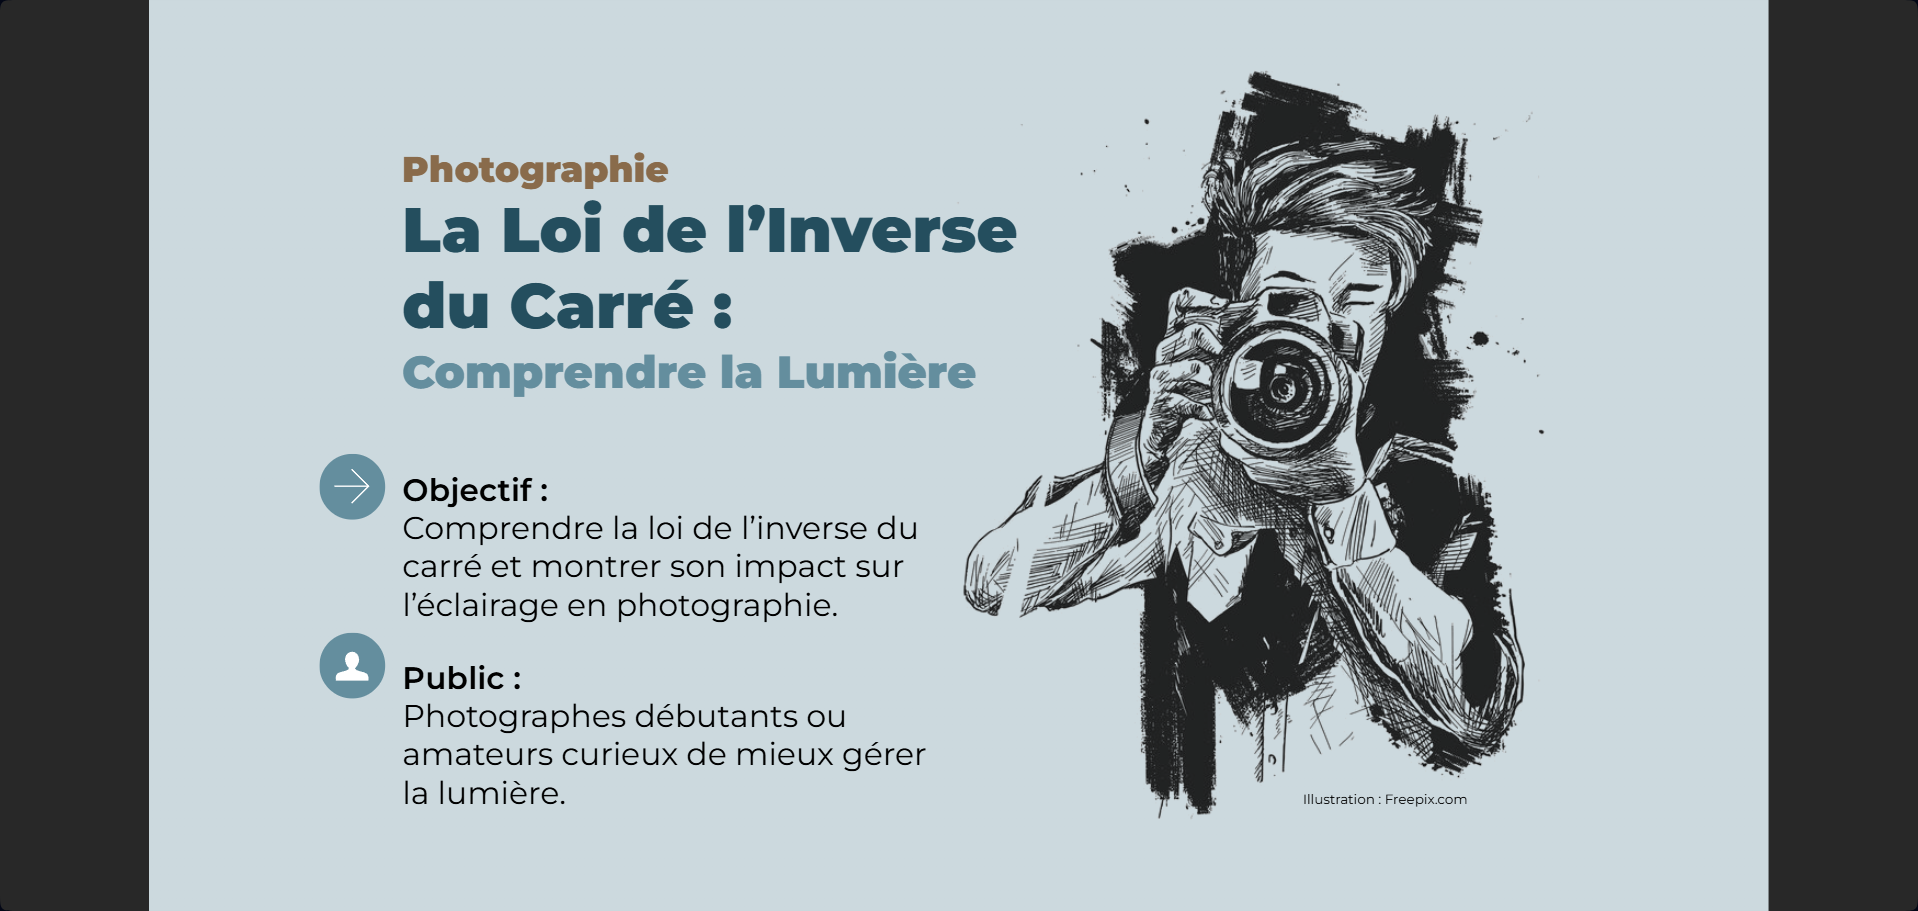 Photographie
La Loi de l’Inverse
du Carré :
Comprendre la Lumière
Objectif :
Comprendre la loi de l’inverse du
carré et montrer son impact sur
l’éclairage en photographie.
Public :
Photographes débutants ou
amateurs curieux de mieux gérer
la lumière.
Illustration : Freepix.com